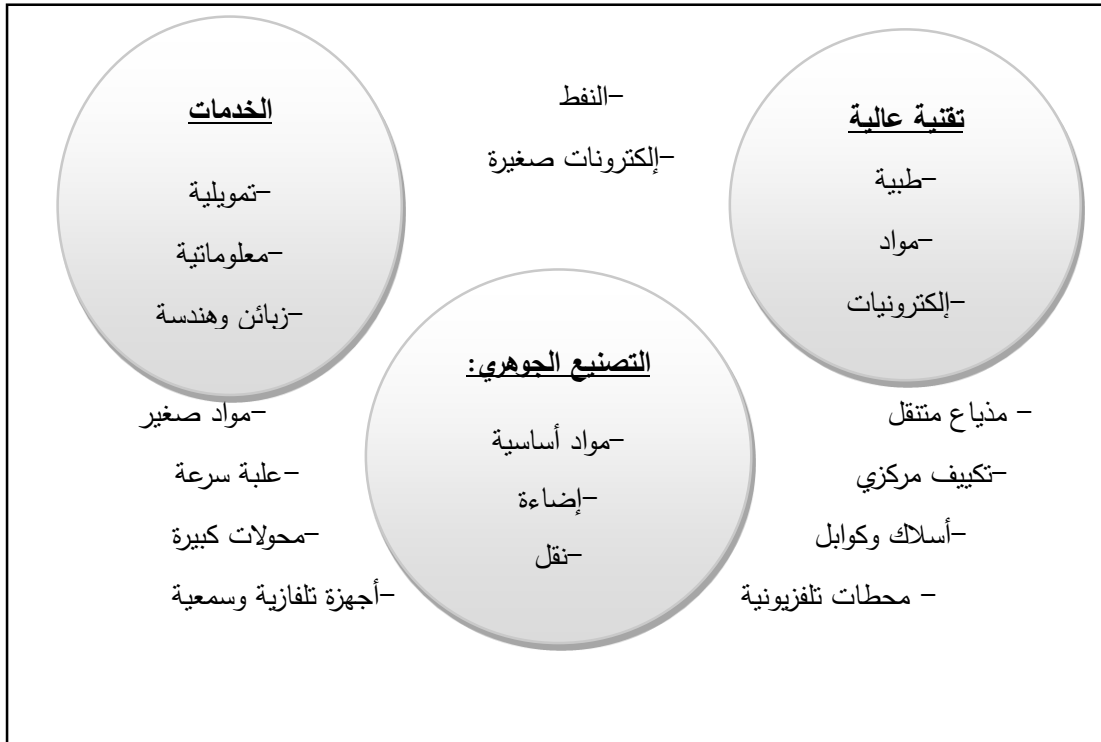 تقنية عالية
-طبية
-مواد
-إلكترونيات
-النفط
-إلكترونات صغيرة
الخدمات
-تمويلية
-معلوماتية
-زبائن وهندسة
التصنيع الجوهري:
-مواد أساسية
-إضاءة
-نقل
- مذياع متنقل
-تكييف مركزي
-أسلاك وكوابل
- محطات تلفزيونية
-مواد صغير
-علبة سرعة
-محولات كبيرة
-أجهزة تلفازية وسمعية